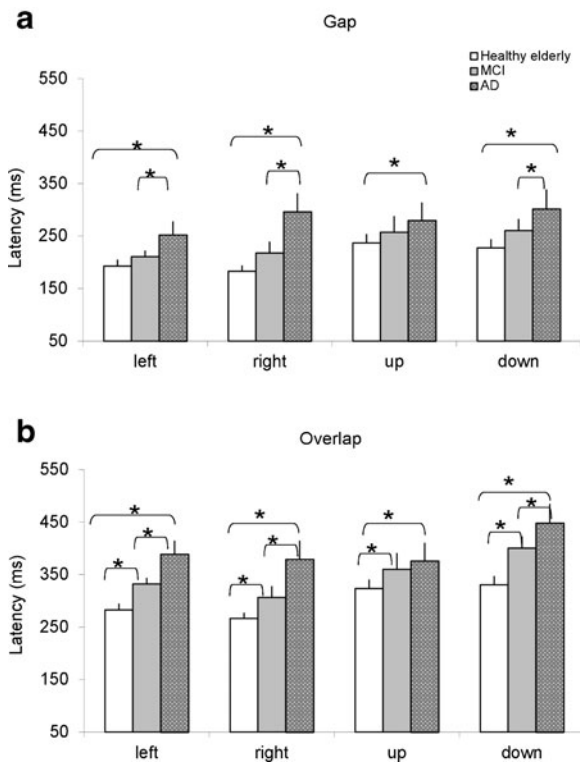 a
Gap
Healthy elderly
MCI
AD
Latency (ms)
550
450
350
250
150
50
* * * * * * *
left right up down
b
Overlap
Latency (ms)
550
450
350
250
150
50
* * * * * * * * * * *
left right up down